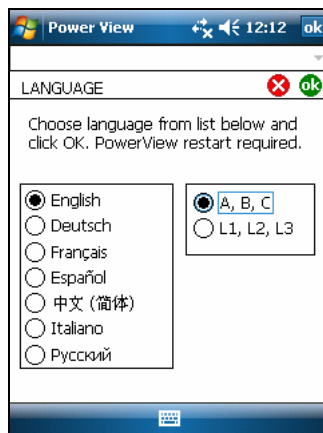 Power View 12:12 ok
LANGUAGE ok
Choose language from list below and
click OK. PowerView restart required.
English
Deutsch
Français
Español
中文 (简体)
Italiano
Русский
A, B, C
L1, L2, L3